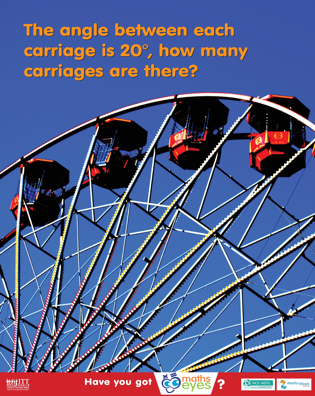 The angle between each
carriage is 20°, how many
carriages are there?
Have you got maths eyes ?